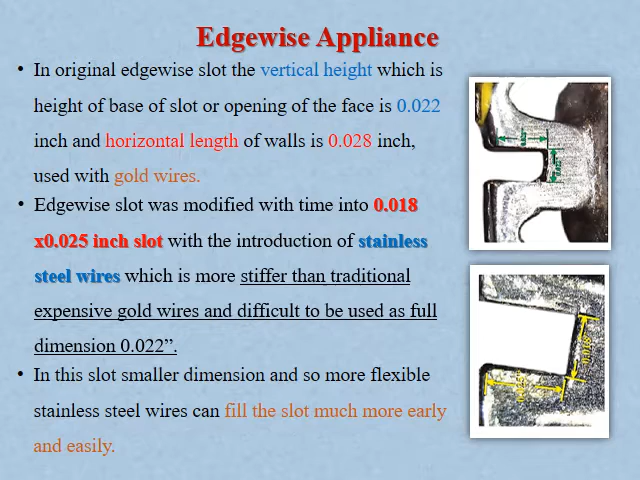 Edgewise Appliance
• In original edgewise slot the vertical height which is
height of base of slot or opening of the face is 0.022
inch and horizontal length of walls is 0.028 inch,
used with gold wires.
• Edgewise slot was modified with time into 0.018
x0.025 inch slot with the introduction of stainless
steel wires which is more stiffer than traditional
expensive gold wires and difficult to be used as full
dimension 0.022”.
• In this slot smaller dimension and so more flexible
stainless steel wires can fill the slot much more early
and easily.